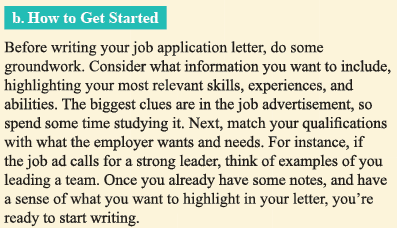 b. How to Get Started
Before writing your job application letter, do some
groundwork. Consider what information you want to include,
highlighting your most relevant skills, experiences, and
abilities. The biggest clues are in the job advertisement, so
spend some time studying it. Next, match your qualifications
with what the employer wants and needs. For instance, if
the job ad calls for a strong leader, think of examples of you
leading a team. Once you already have some notes, and have
a sense of what you want to highlight in your letter, you’re
ready to start writing.